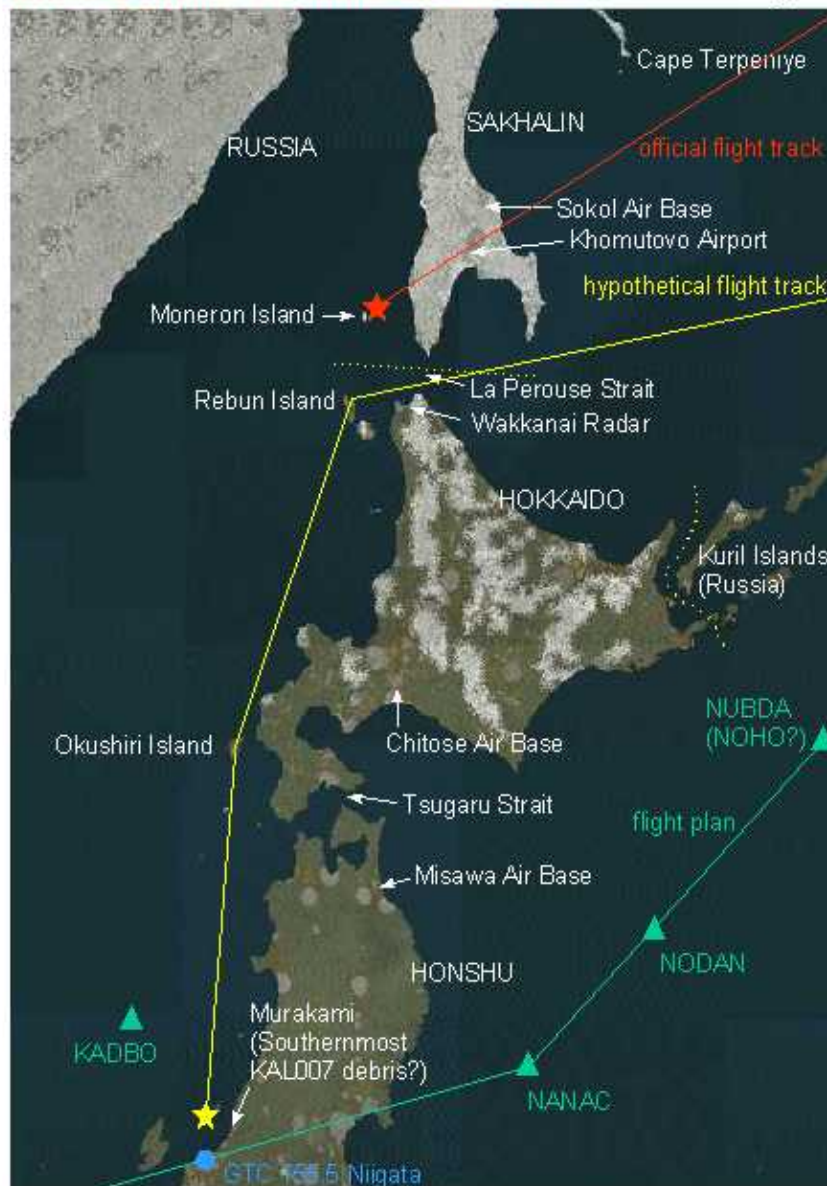 Cape Terpeniye
SAKHALIN
RUSSIA
official flight track
Sokol Air Base
Khomutovo Airport
hypothetical flight track
Moneron Island
La Perouse Strait
Rebun Island
Wakkanai Radar
HOKKAIDO
Kuril Islands
(Russia)
NUBDA
(NOHO?)
Okushiri Island
Chitose Air Base
Tsugaru Strait
flight plan
Misawa Air Base
NODAN
HONSHU
Murakami
(Southernmost
KAL007 debris?)
KADBO
NANAC
GTC Niigata